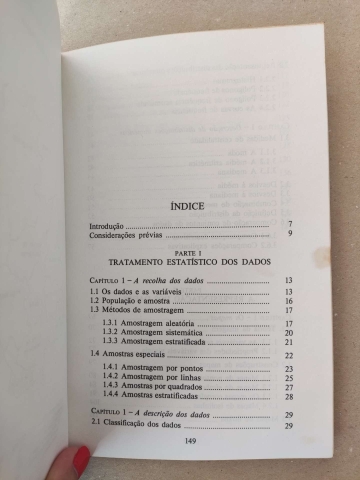 ÍNDICE
Introdução 7
Considerações prévias 9
PARTE I
TRATAMENTO ESTATÍSTICO DOS DADOS
CAPÍTULO 1 – A recolha dos dados 13
1.1 Os dados e as variáveis 13
1.2 População e amostra 16
1.3 Métodos de amostragem 17
1.3.1 Amostragem aleatória 17
1.3.2 Amostragem sistemática 20
1.3.3 Amostragem estratificada 21
1.4 Amostras especiais 22
1.4.1 Amostragem por pontos 23
1.4.2 Amostragem por linhas 25
1.4.3 Amostras por quadrados 27
1.4.4 Amostras estratificadas 28
CAPÍTULO 1 – A descrição dos dados 29
2.1 Classificação dos dados 29
149